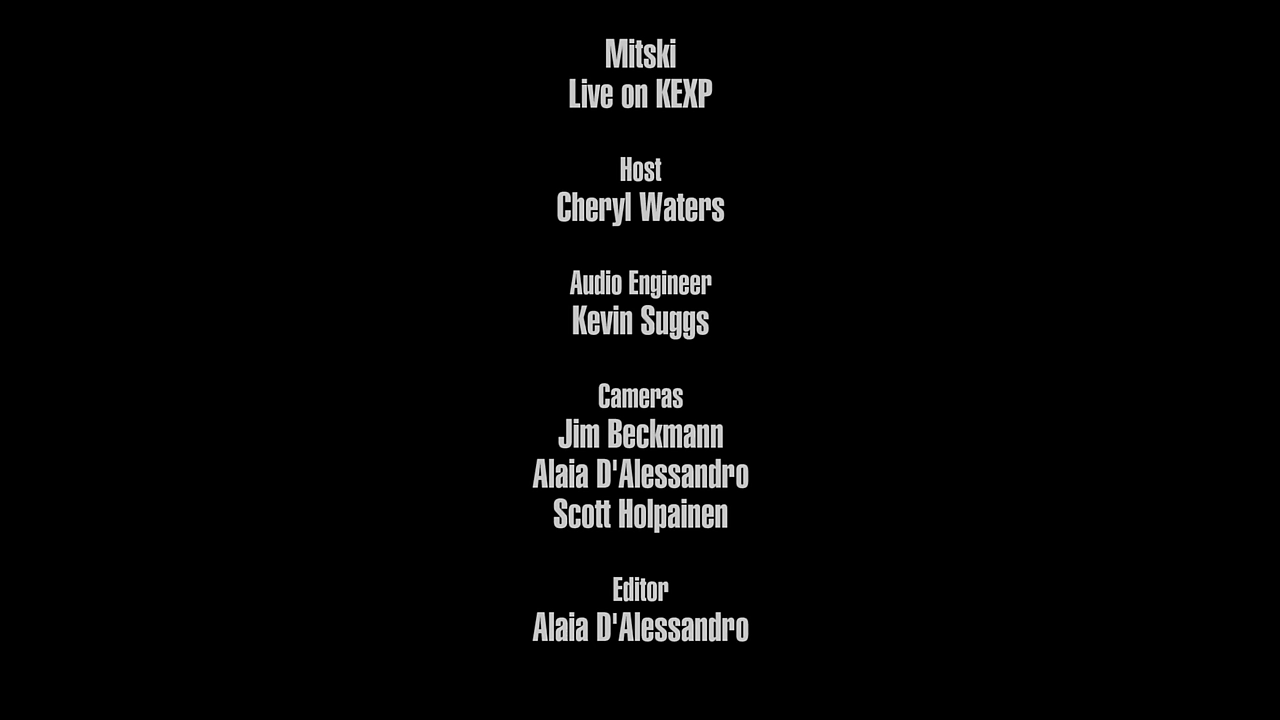 Mitski
Live on KEXP
Host
Cheryl Waters
Audio Engineer
Kevin Suggs
Cameras
Jim Beckmann
Alaia D'Alessandro
Scott Holpainen
Editor
Alaia D'Alessandro